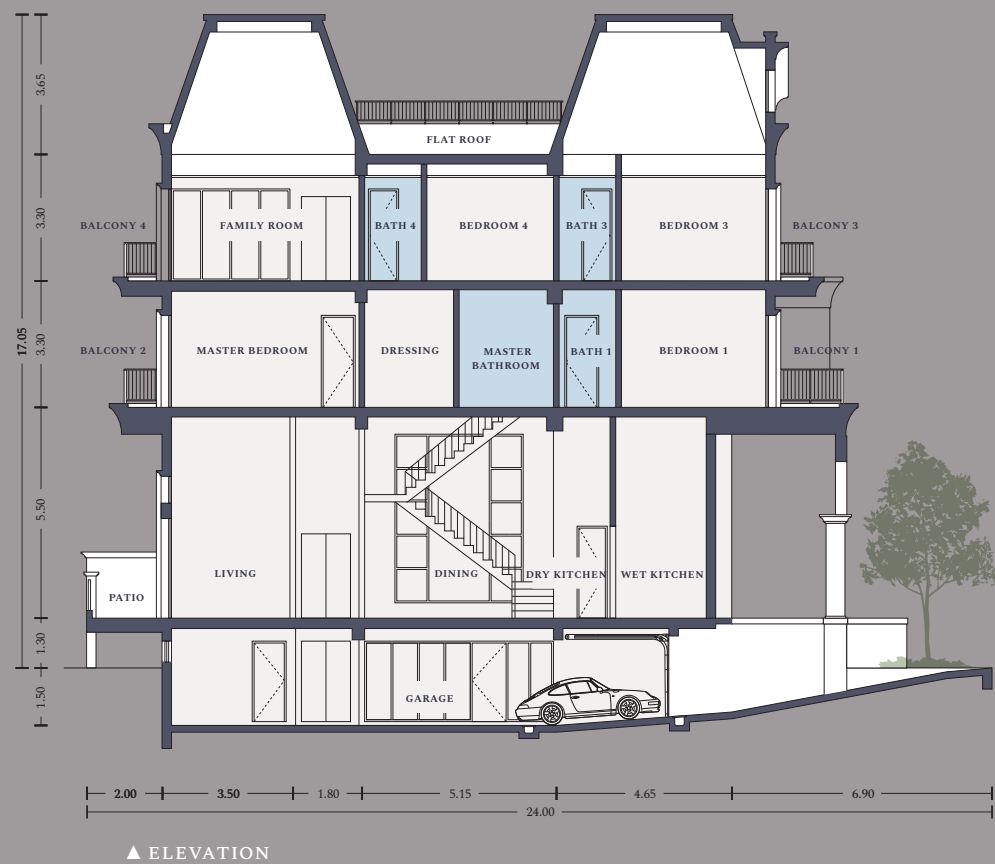 3.65
FLAT ROOF
3.30
BALCONY 4
FAMILY ROOM
BATH 4
BEDROOM 4
BATH 3
BEDROOM 3
BALCONY 3
17.05
3.30
BALCONY 2
MASTER BEDROOM
DRESSING
MASTER
BATHROOM
BATH 1
BEDROOM 1
BALCONY 1
5.50
LIVING
DINING
DRY KITCHEN
WET KITCHEN
PATIO
1.30
1.50
GARAGE
2.00
3.50
1.80
5.15
4.65
6.90
24.00
▲ ELEVATION